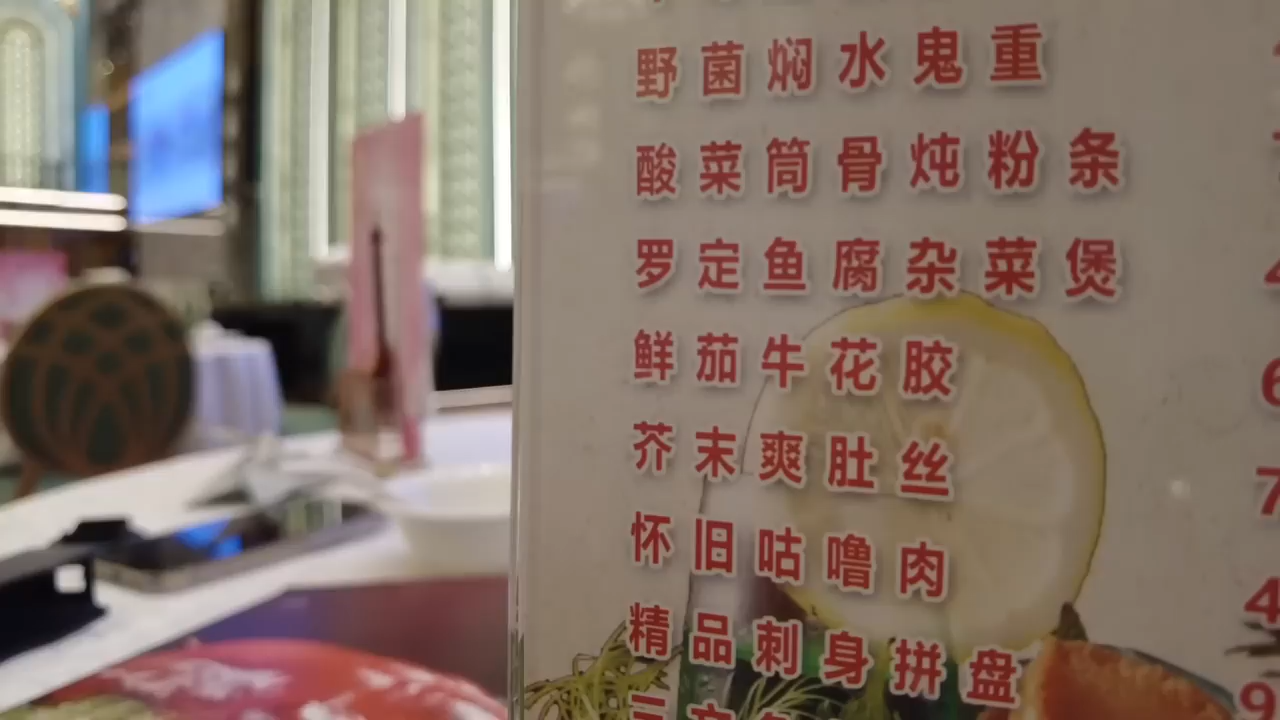 野菌焖水鬼重
酸菜筒骨炖粉条
罗定鱼腐杂菜煲
鲜茄牛花胶
芥末爽肚丝
怀旧咕噜肉
精品刺身拼盘